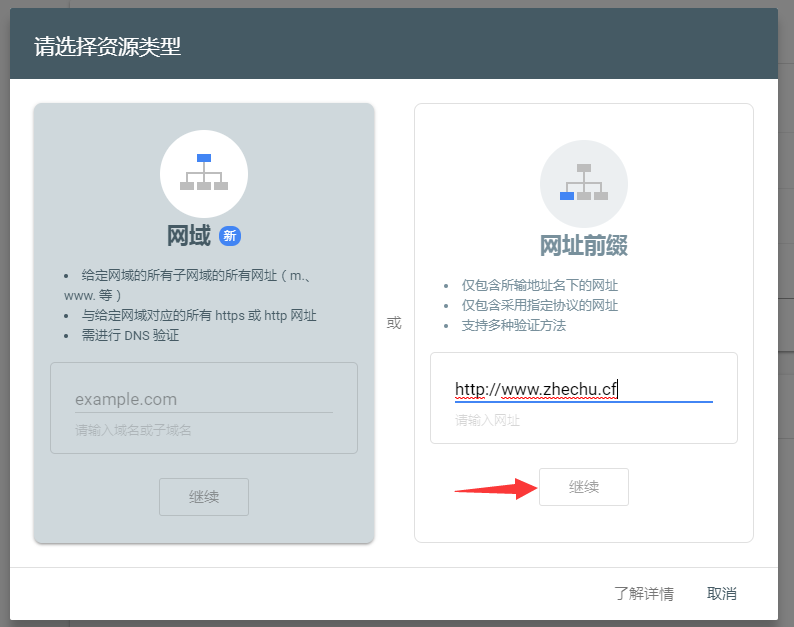 请选择资源类型
网域 新
• 给定网域的所有子网域的所有网址（m.、
www. 等）
• 与给定网域对应的所有 https 或 http 网址
• 需进行 DNS 验证
example.com
请输入域名或子域名
继续
或
网址前缀
• 仅包含所输地址名下的网址
• 仅包含采用指定协议的网址
• 支持多种验证方法
http://www.zhechu.cf
请输入网址
继续
了解详情 取消